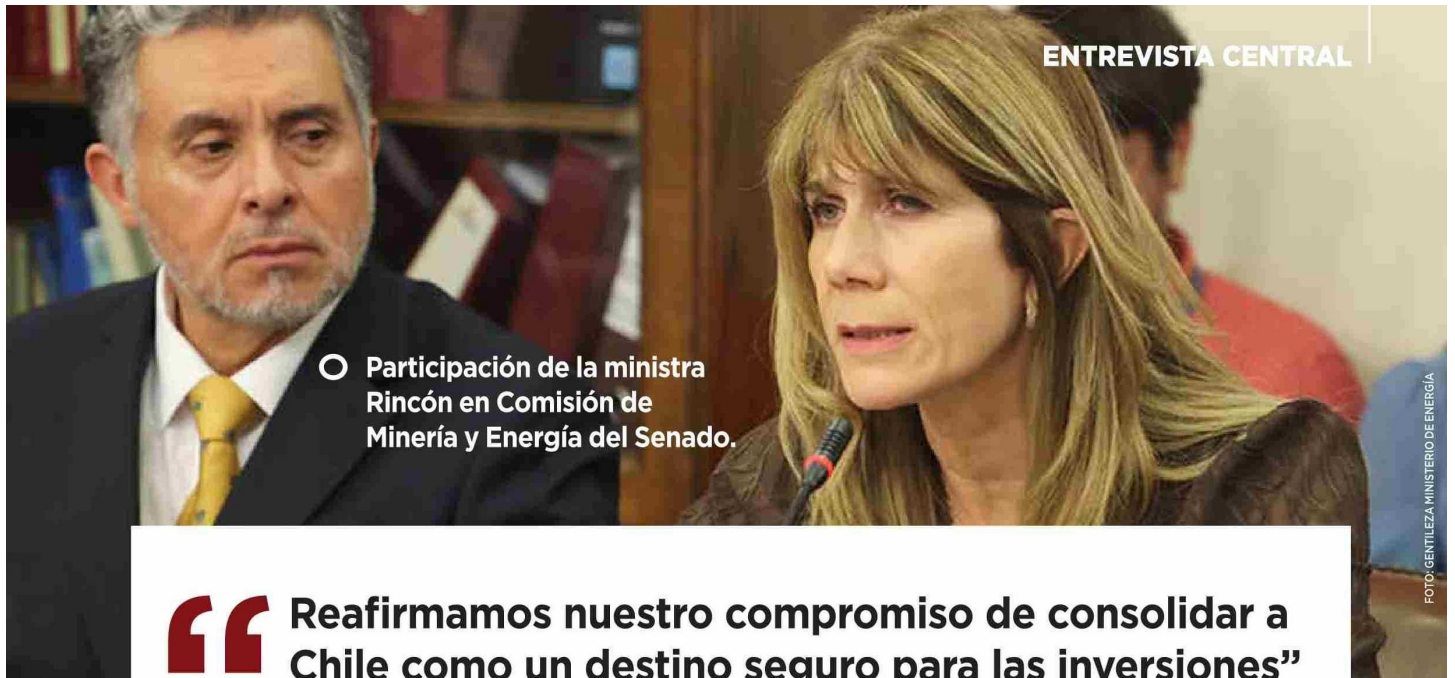 ENTREVISTA CENTRAL
Participación de la ministra
Rincón en Comisión de
Minería y Energía del Senado.
FOTO: GENTILEZA MINISTERIO DE ENERGÍA
“Reafirmamos nuestro compromiso de consolidar a
Chile como un destino seguro para las inversiones”